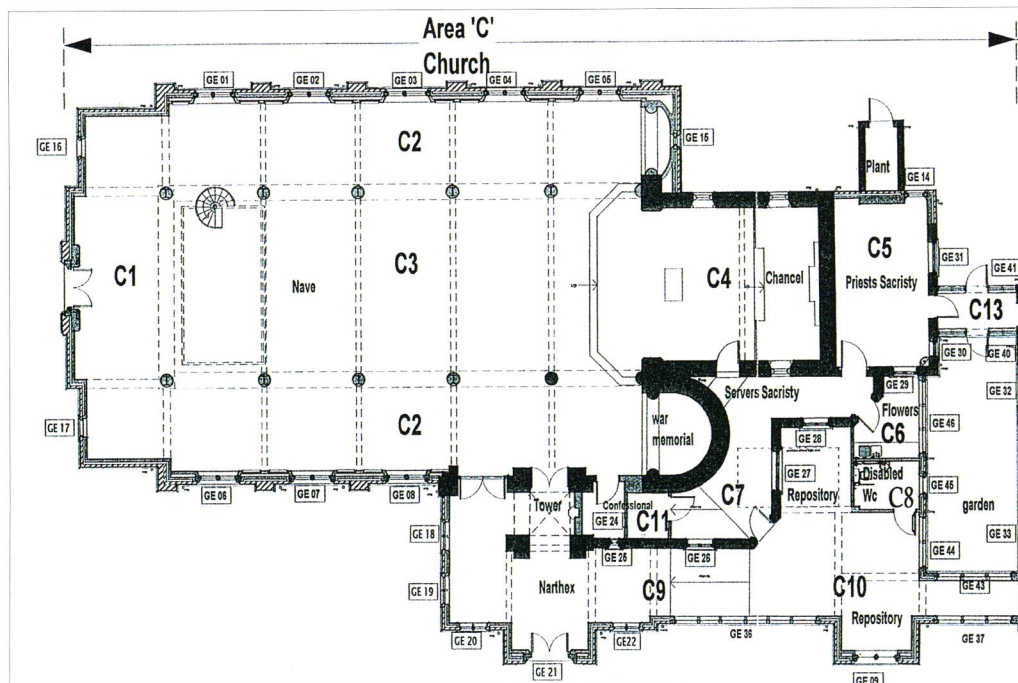 Area 'C'
Church
GE 01
GE 02
GE 03
GE 04
GE 05
GE 16
C2
GE 15
Plant
GE 14
C1
Nave
C3
C4
Chancel
C5
Priests Sacristy
GE 31
GE 41
C13
GE 30
GE 40
Servers Sacristy
GE 29
GE 32
Flowers
C6
GE 46
GE 17
C2
war
memorial
GE 28
GE 27
Repository
Disabled
Wc
C8
GE 45
garden
GE 06
GE 07
GE 08
C7
GE 18
Tower
Confessional
GE 24
C11
GE 33
GE 44
GE 25
GE 26
GE 19
Narthex
C9
C10
GE 43
Repository
GE 20
GE22
GE 36
GE 37
GE 21
GE 09